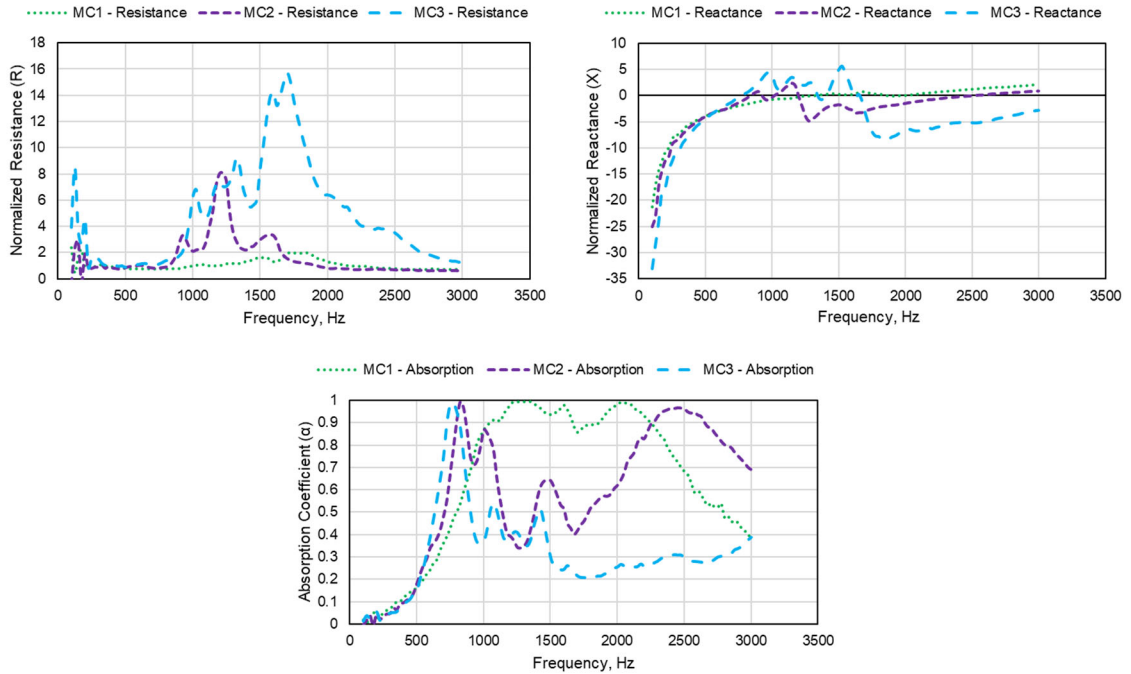 MC1 - Resistance MC2 - Resistance MC3 - Resistance
18
16
14
12
10
8
6
4
2
0
Normalized Resistance (R)
0 500 1000 1500 2000 2500 3000 3500
Frequency, Hz
MC1 - Reactance MC2 - Reactance MC3 - Reactance
10
5
0
-5
-10
-15
-20
-25
-30
-35
Normalized Reactance (X)
0 500 1000 1500 2000 2500 3000 3500
Frequency, Hz
MC1 - Absorption MC2 - Absorption MC3 - Absorption
1
0.9
0.8
0.7
0.6
0.5
0.4
0.3
0.2
0.1
0
Absorption Coefficient (α)
0 500 1000 1500 2000 2500 3000 3500
Frequency, Hz